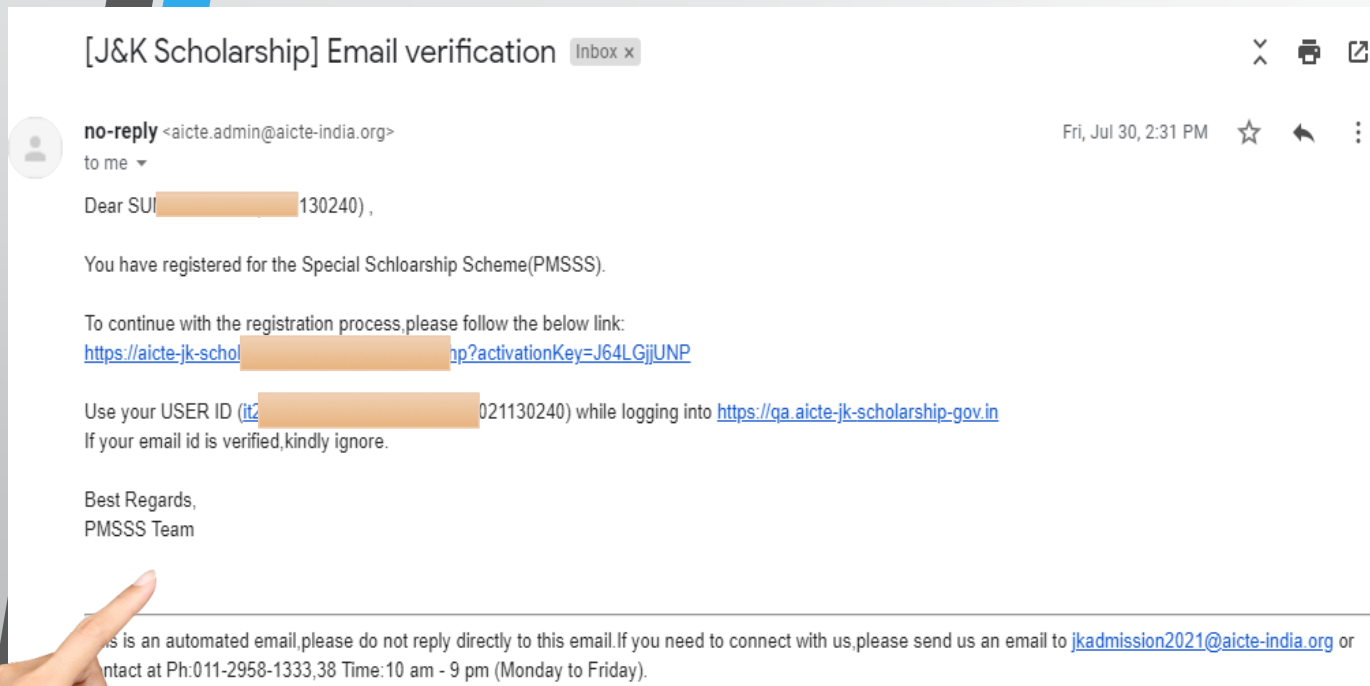 [J&K Scholarship] Email verification Inbox x
no-reply <aicte.admin@aicte-india.org> Fri, Jul 30, 2:31 PM
to me
Dear SU 130240) ,
You have registered for the Special Schloarship Scheme(PMSSS).
To continue with the registration process,please follow the below link:
https://aicte-jk-schol hp?activationKey=J64LGjjUNP
Use your USER ID (it2 021130240) while logging into https://qa.aicte-jk-scholarship-gov.in
If your email id is verified,kindly ignore.
Best Regards,
PMSSS Team
is an automated email,please do not reply directly to this email.If you need to connect with us,please send us an email to jkadmission2021@aicte-india.org or
at Ph:011-2958-1333,38 Time:10 am - 9 pm (Monday to Friday).